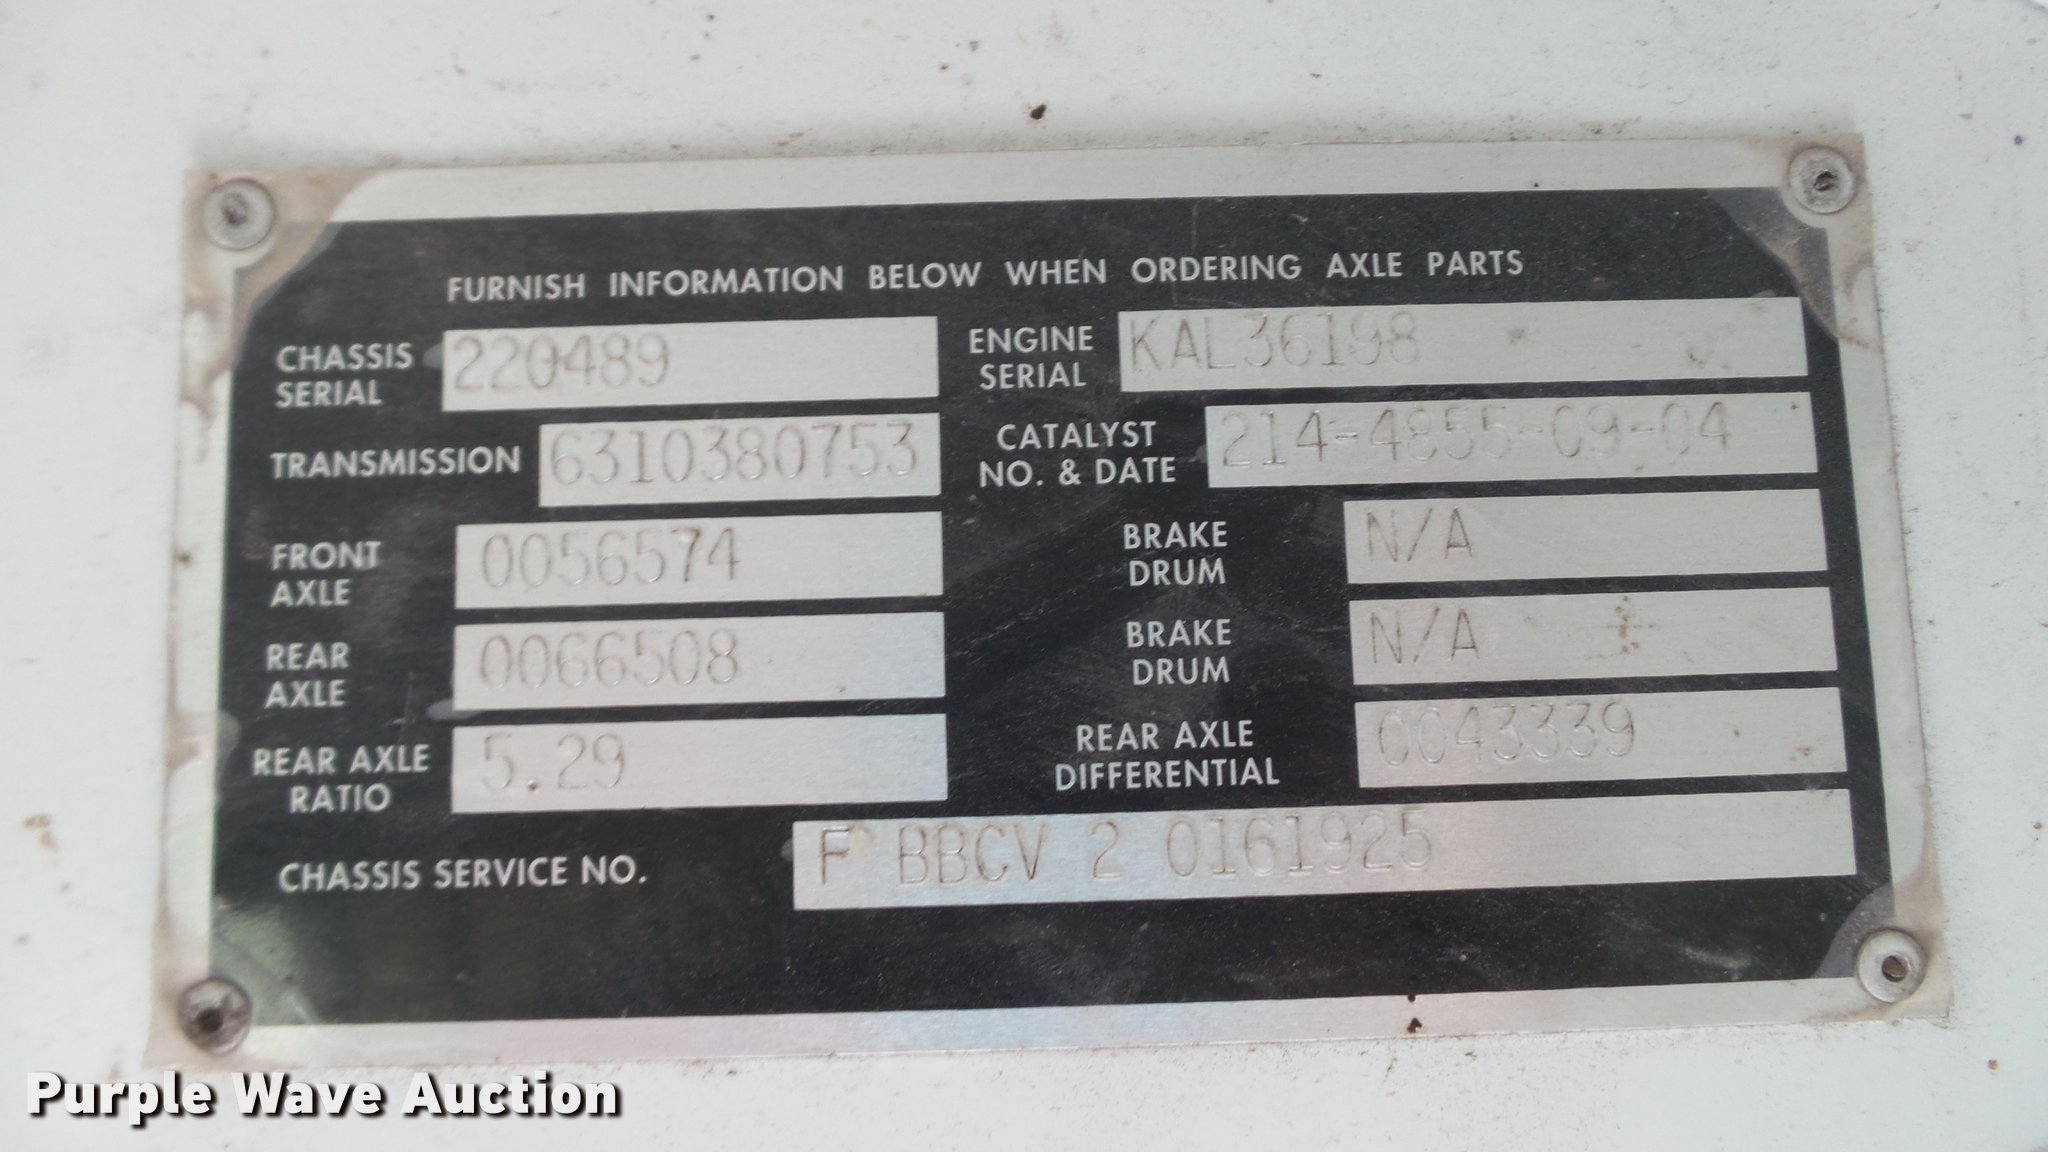 FURNISH INFORMATION BELOW WHEN ORDERING AXLE PARTS
CHASSIS SERIAL 220489
ENGINE SERIAL KAL36198
TRANSMISSION 6310380753
CATALYST NO. & DATE 214-4855-09-04
FRONT AXLE 0056574
BRAKE DRUM N/A
REAR AXLE 0066508
BRAKE DRUM N/A
REAR AXLE RATIO 5.29
REAR AXLE DIFFERENTIAL 0043339
CHASSIS SERVICE NO. F BBCV 2 0161925
Purple Wave Auction